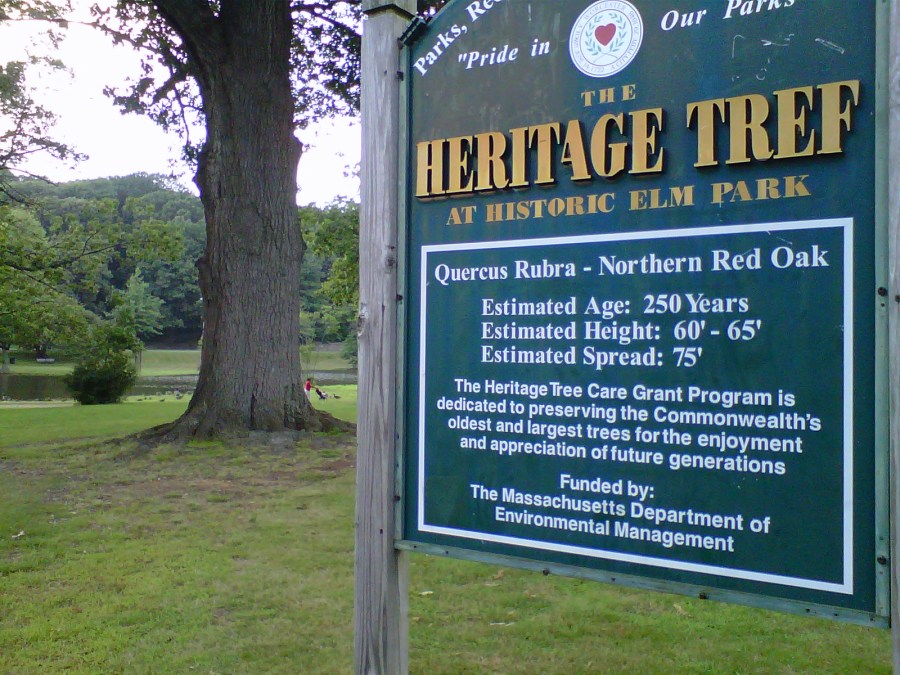 Parks, Rec
"Pride in Our Parks"
THE
HERITAGE TREE
AT HISTORIC ELM PARK
Quercus Rubra - Northern Red Oak
Estimated Age: 250 Years
Estimated Height: 60' - 65'
Estimated Spread: 75'
The Heritage Tree Care Grant Program is
dedicated to preserving the Commonwealth's
oldest and largest trees for the enjoyment
and appreciation of future generations
Funded by:
The Massachusetts Department of
Environmental Management